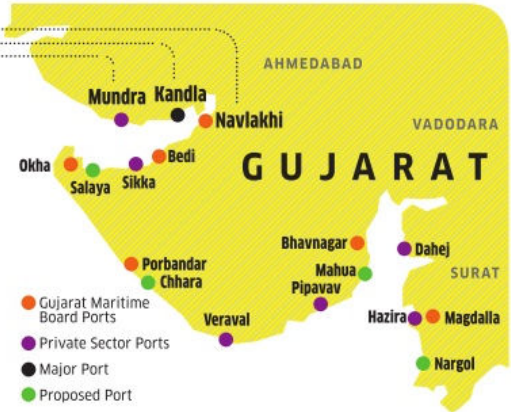 AHMEDABAD
Mundra
Kandla
Navlakhi
VADODARA
Okha
Salaya
Sikka
Bedi
GUJARAT
Bhavnagar
Dahej
Porbandar
Chhara
Mahua
Pipavav
SURAT
Veraval
Hazira
Magdalla
Nargol
Gujarat Maritime
Board Ports
Private Sector Ports
Major Port
Proposed Port